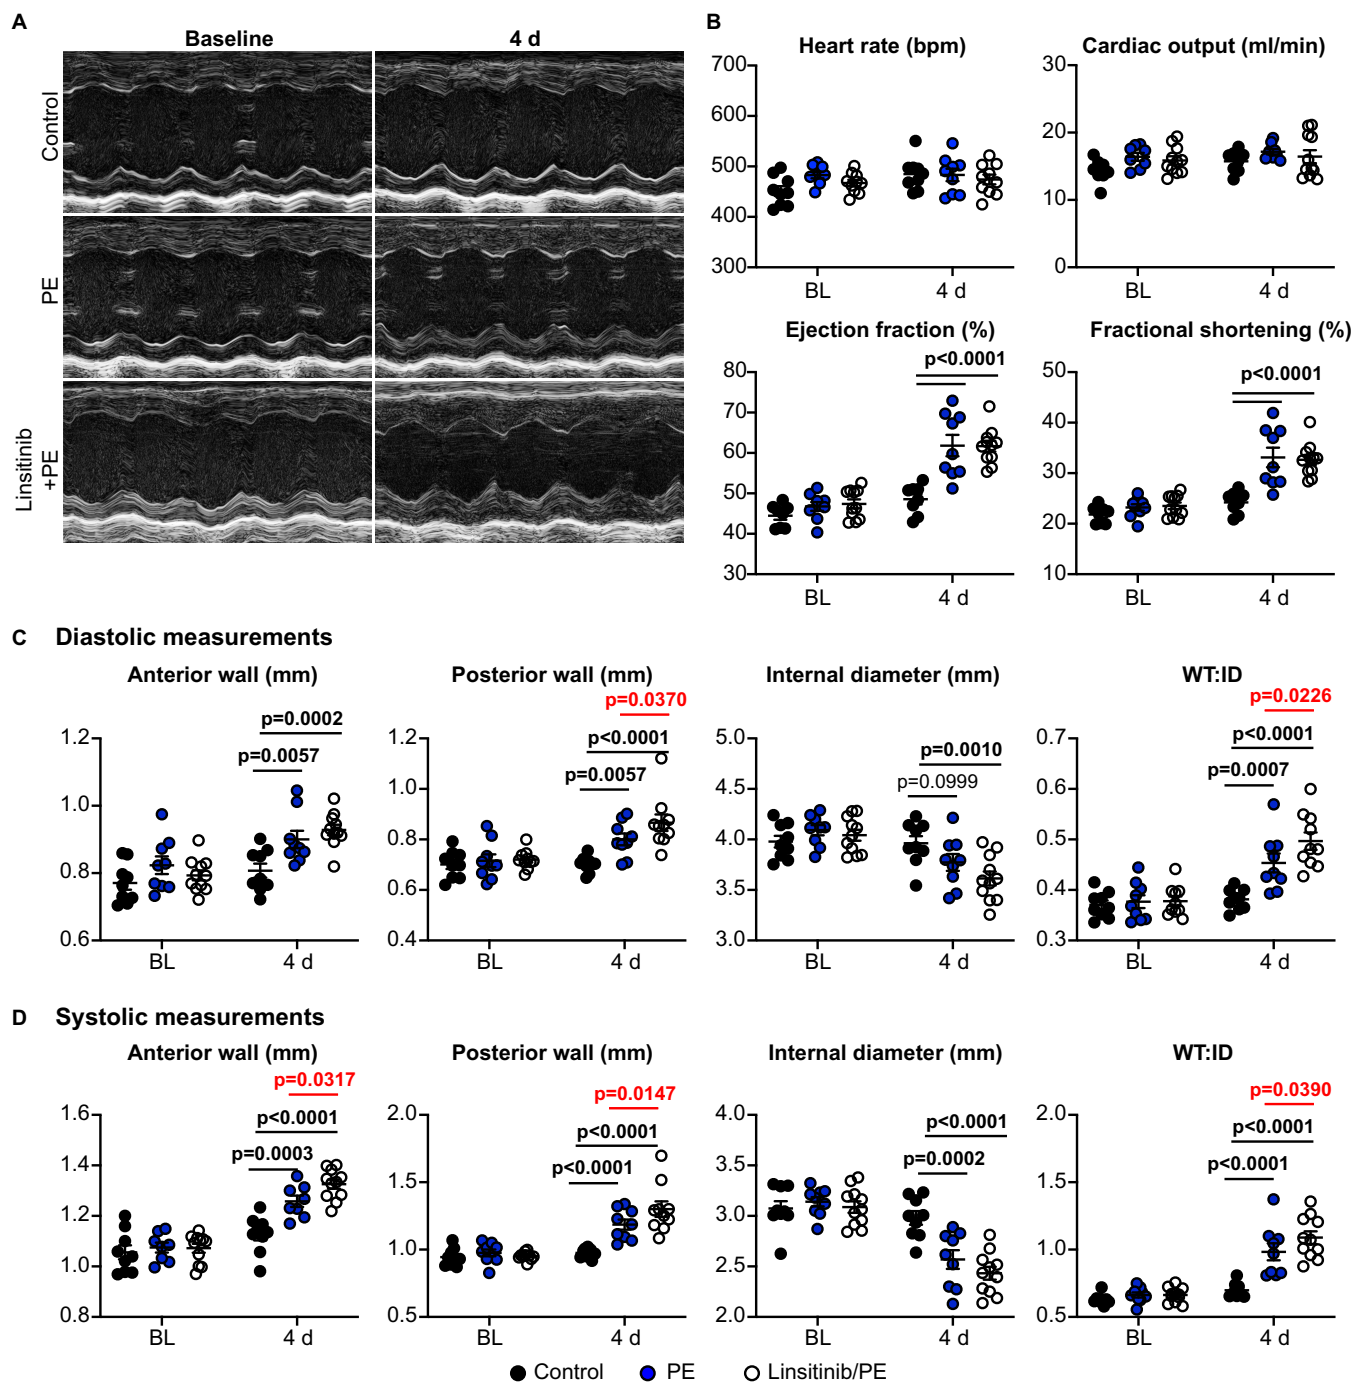 A
Baseline
4 d
Control
PE
Linsitinib
+PE
B
Heart rate (bpm)
700
600
500
400
300
BL
4 d
Cardiac output (ml/min)
30
20
10
0
BL
4 d
Ejection fraction (%)
p<0.0001
80
70
60
50
40
30
BL
4 d
Fractional shortening (%)
p<0.0001
50
40
30
20
10
BL
4 d
C Diastolic measurements
Anterior wall (mm)
p=0.0002
p=0.0057
1.2
1.0
0.8
0.6
BL
4 d
Posterior wall (mm)
p=0.0370
p<0.0001
p=0.0057
1.2
1.0
0.8
0.6
0.4
BL
4 d
Internal diameter (mm)
p=0.0010
p=0.0999
5.0
4.5
4.0
3.5
3.0
BL
4 d
WT:ID
p=0.0226
p<0.0001
p=0.0007
0.7
0.6
0.5
0.4
0.3
BL
4 d
D Systolic measurements
Anterior wall (mm)
p=0.0317
p<0.0001
p=0.0003
1.6
1.4
1.2
1.0
0.8
BL
4 d
Posterior wall (mm)
p=0.0147
p<0.0001
p<0.0001
2.0
1.5
1.0
0.5
BL
4 d
Internal diameter (mm)
p<0.0001
p=0.0002
4.0
3.5
3.0
2.5
2.0
BL
4 d
WT:ID
p=0.0390
p<0.0001
p<0.0001
2.0
1.5
1.0
0.5
BL
4 d
Control PE Linsitinib/PE